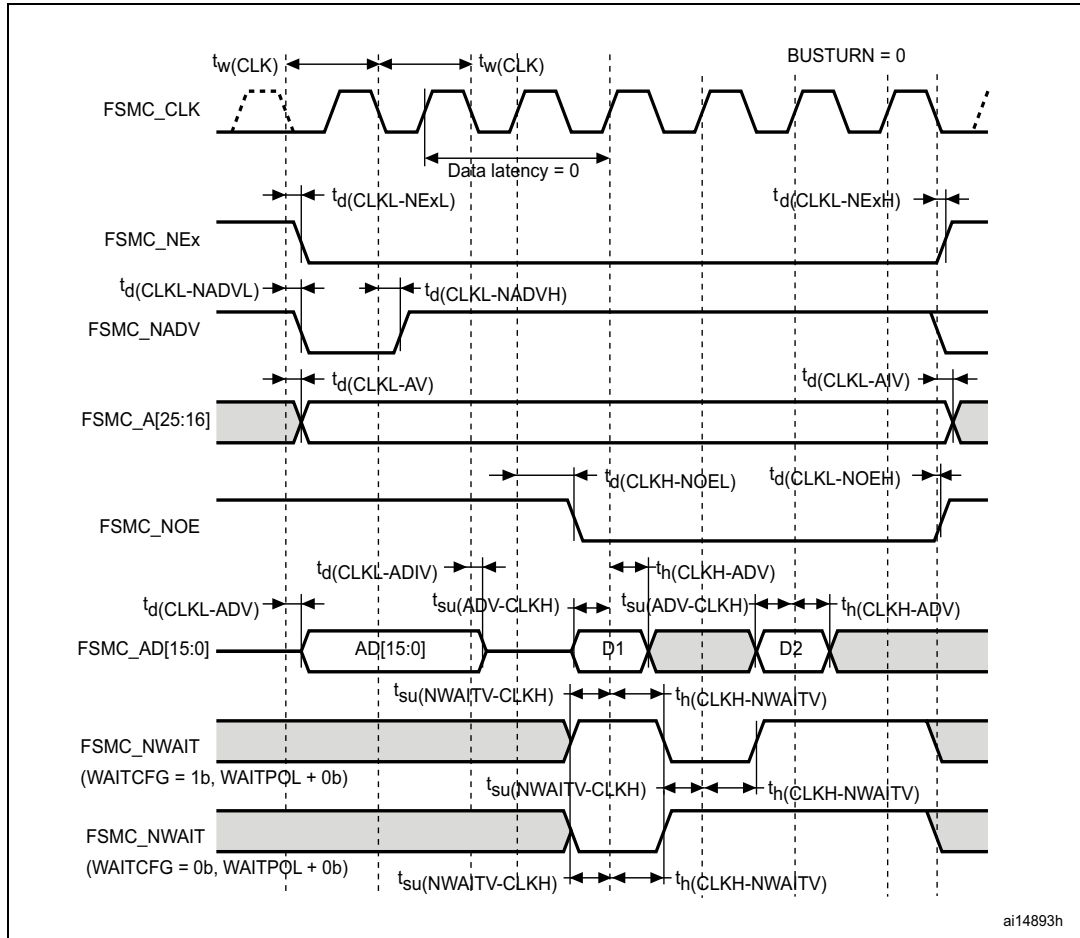 tw(CLK) tw(CLK) BUSTURN = 0
FSMC_CLK
Data latency = 0
td(CLKL-NExL) td(CLKL-NExH)
FSMC_NEx
td(CLKL-NADVL) td(CLKL-NADVH)
FSMC_NADV
td(CLKL-AV) td(CLKL-AIV)
FSMC_A[25:16]
td(CLKH-NOEL) td(CLKL-NOEH)
FSMC_NOE
td(CLKL-ADIV) th(CLKH-ADV)
td(CLKL-ADV) tsu(ADV-CLKH) tsu(ADV-CLKH) th(CLKH-ADV)
FSMC_AD[15:0] AD[15:0] D1 D2
tsu(NWAITV-CLKH) th(CLKH-NWAITV)
FSMC_NWAIT
(WAITCFG = 1b, WAITPOL + 0b)
tsu(NWAITV-CLKH) th(CLKH-NWAITV)
FSMC_NWAIT
(WAITCFG = 0b, WAITPOL + 0b)
tsu(NWAITV-CLKH) th(CLKH-NWAITV)
ai14893h